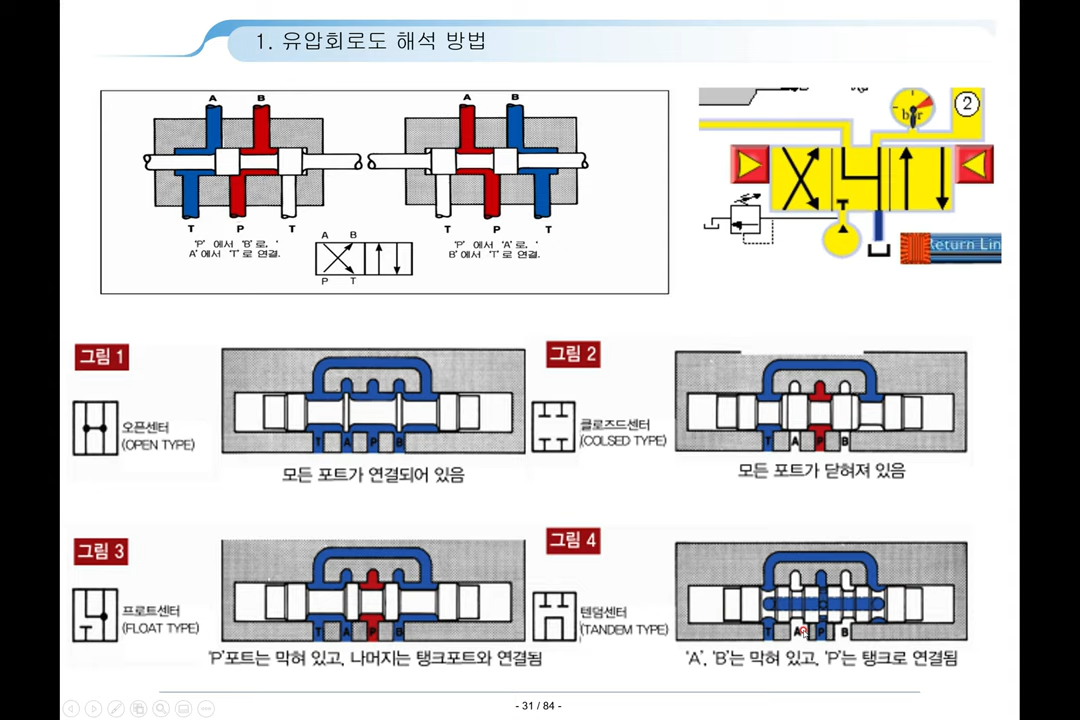 1. 유압회로도 해석 방법
A B
A B
T P T
T P T
'P' 에서 'B'로, '
A'에서 'T'로 연결.
'P' 에서 'A'로, '
B'에서 'T'로 연결.
A B
P T
2
bar
Return Lin
그림 1
오픈센터
(OPEN TYPE)
T A P B
모든 포트가 연결되어 있음
그림 2
클로즈드센터
(COLSED TYPE)
T A P B
모든 포트가 닫혀져 있음
그림 3
프로트센터
(FLOAT TYPE)
T A P B
'P'포트는 막혀 있고, 나머지는 탱크포트와 연결됨
그림 4
텐덤센터
(TANDEM TYPE)
T A P B
'A', 'B'는 막혀 있고, 'P'는 탱크로 연결됨
- 31 / 84 -